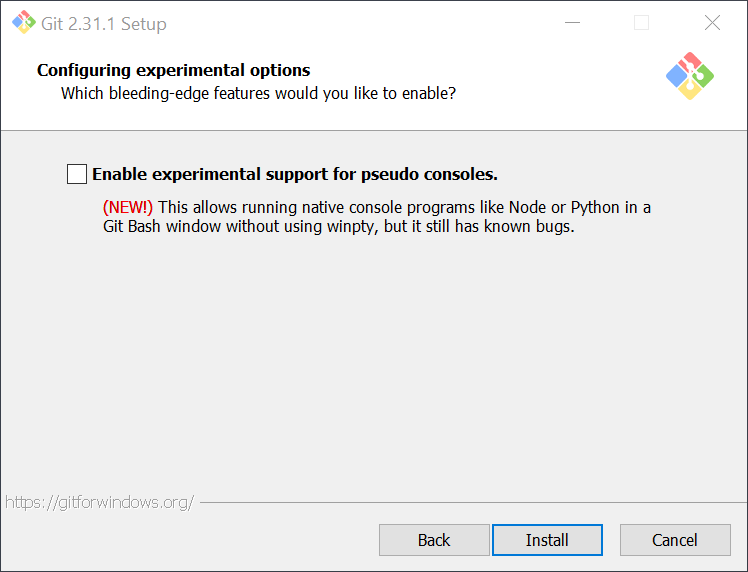 Git 2.31.1 Setup
Configuring experimental options
Which bleeding-edge features would you like to enable?
Enable experimental support for pseudo consoles.
(NEW!) This allows running native console programs like Node or Python in a
Git Bash window without using winpty, but it still has known bugs.
https://gitforwindows.org/
Back
Install
Cancel